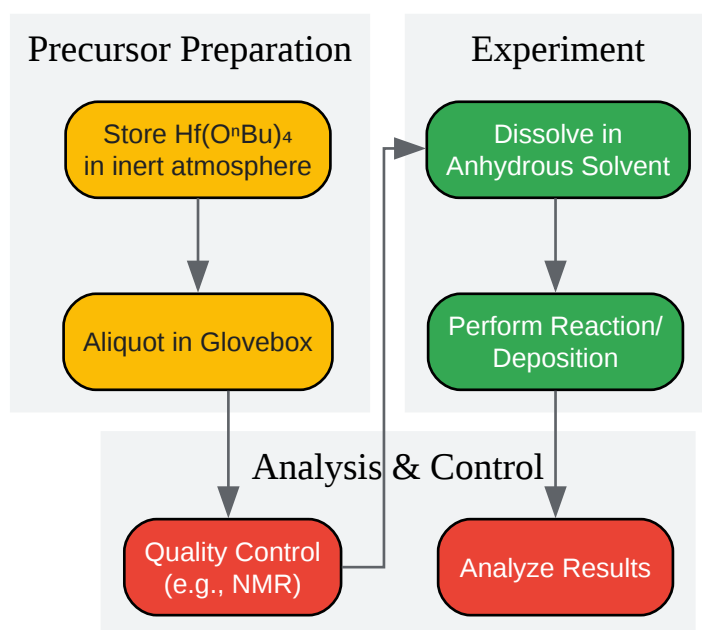 Precursor Preparation
Store Hf(OⁿBu)₄
in inert atmosphere
Aliquot in Glovebox
Experiment
Dissolve in
Anhydrous Solvent
Perform Reaction/
Deposition
Analysis & Control
Quality Control
(e.g., NMR)
Analyze Results